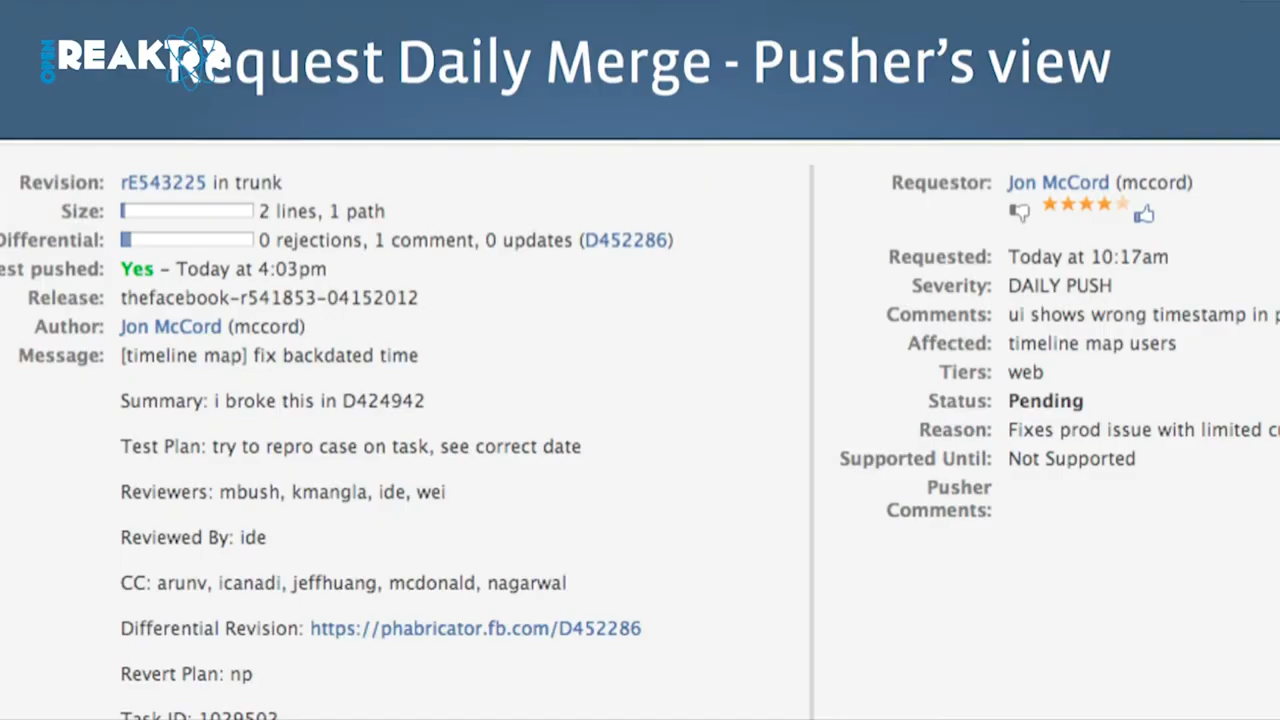 OPEN REAKTOR
Request Daily Merge - Pusher's view
Revision: rE543225 in trunk
Size: 2 lines, 1 path
Differential: 0 rejections, 1 comment, 0 updates (D452286)
est pushed: Yes – Today at 4:03pm
Release: thefacebook-r541853-04152012
Author: Jon McCord (mccord)
Message: [timeline map] fix backdated time
Summary: i broke this in D424942
Test Plan: try to repro case on task, see correct date
Reviewers: mbush, kmangla, ide, wei
Reviewed By: ide
CC: arunv, icanadi, jeffhuang, mcdonald, nagarwal
Differential Revision: https://phabricator.fb.com/D452286
Revert Plan: np
Task ID: 1029502
Requestor: Jon McCord (mccord)
Requested: Today at 10:17am
Severity: DAILY PUSH
Comments: ui shows wrong timestamp in p
Affected: timeline map users
Tiers: web
Status: Pending
Reason: Fixes prod issue with limited cu
Supported Until: Not Supported
Pusher
Comments: